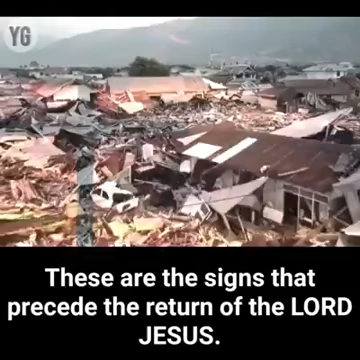 YG
These are the signs that
precede the return of the LORD
JESUS.